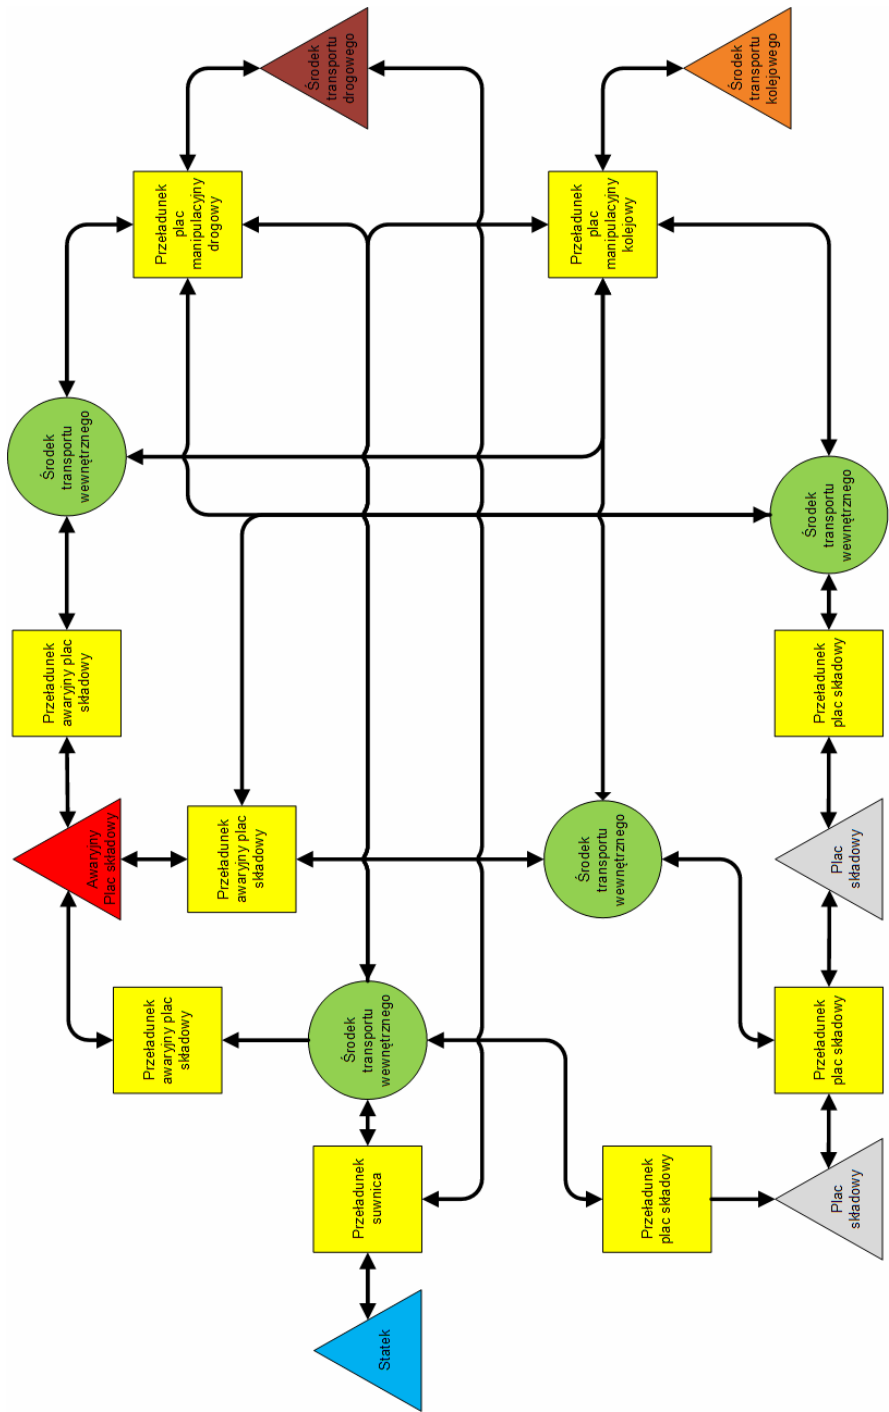 Środek
transportu
drogowego
Środek
transportu
kolejowego
Przeładunek
plac
manipulacyjny
drogowy
Przeładunek
plac
manipulacyjny
kolejowy
Środek
transportu
wewnętrznego
Środek
transportu
wewnętrznego
Przeładunek
awaryjny plac
składowy
Przeładunek
plac składowy
Awaryjny
Plac składowy
Przeładunek
awaryjny plac
składowy
Środek
transportu
wewnętrznego
Plac
składowy
Przeładunek
awaryjny plac
składowy
Środek
transportu
wewnętrznego
Przeładunek
plac składowy
Przeładunek
suwnica
Przeładunek
plac składowy
Plac
składowy
Statek